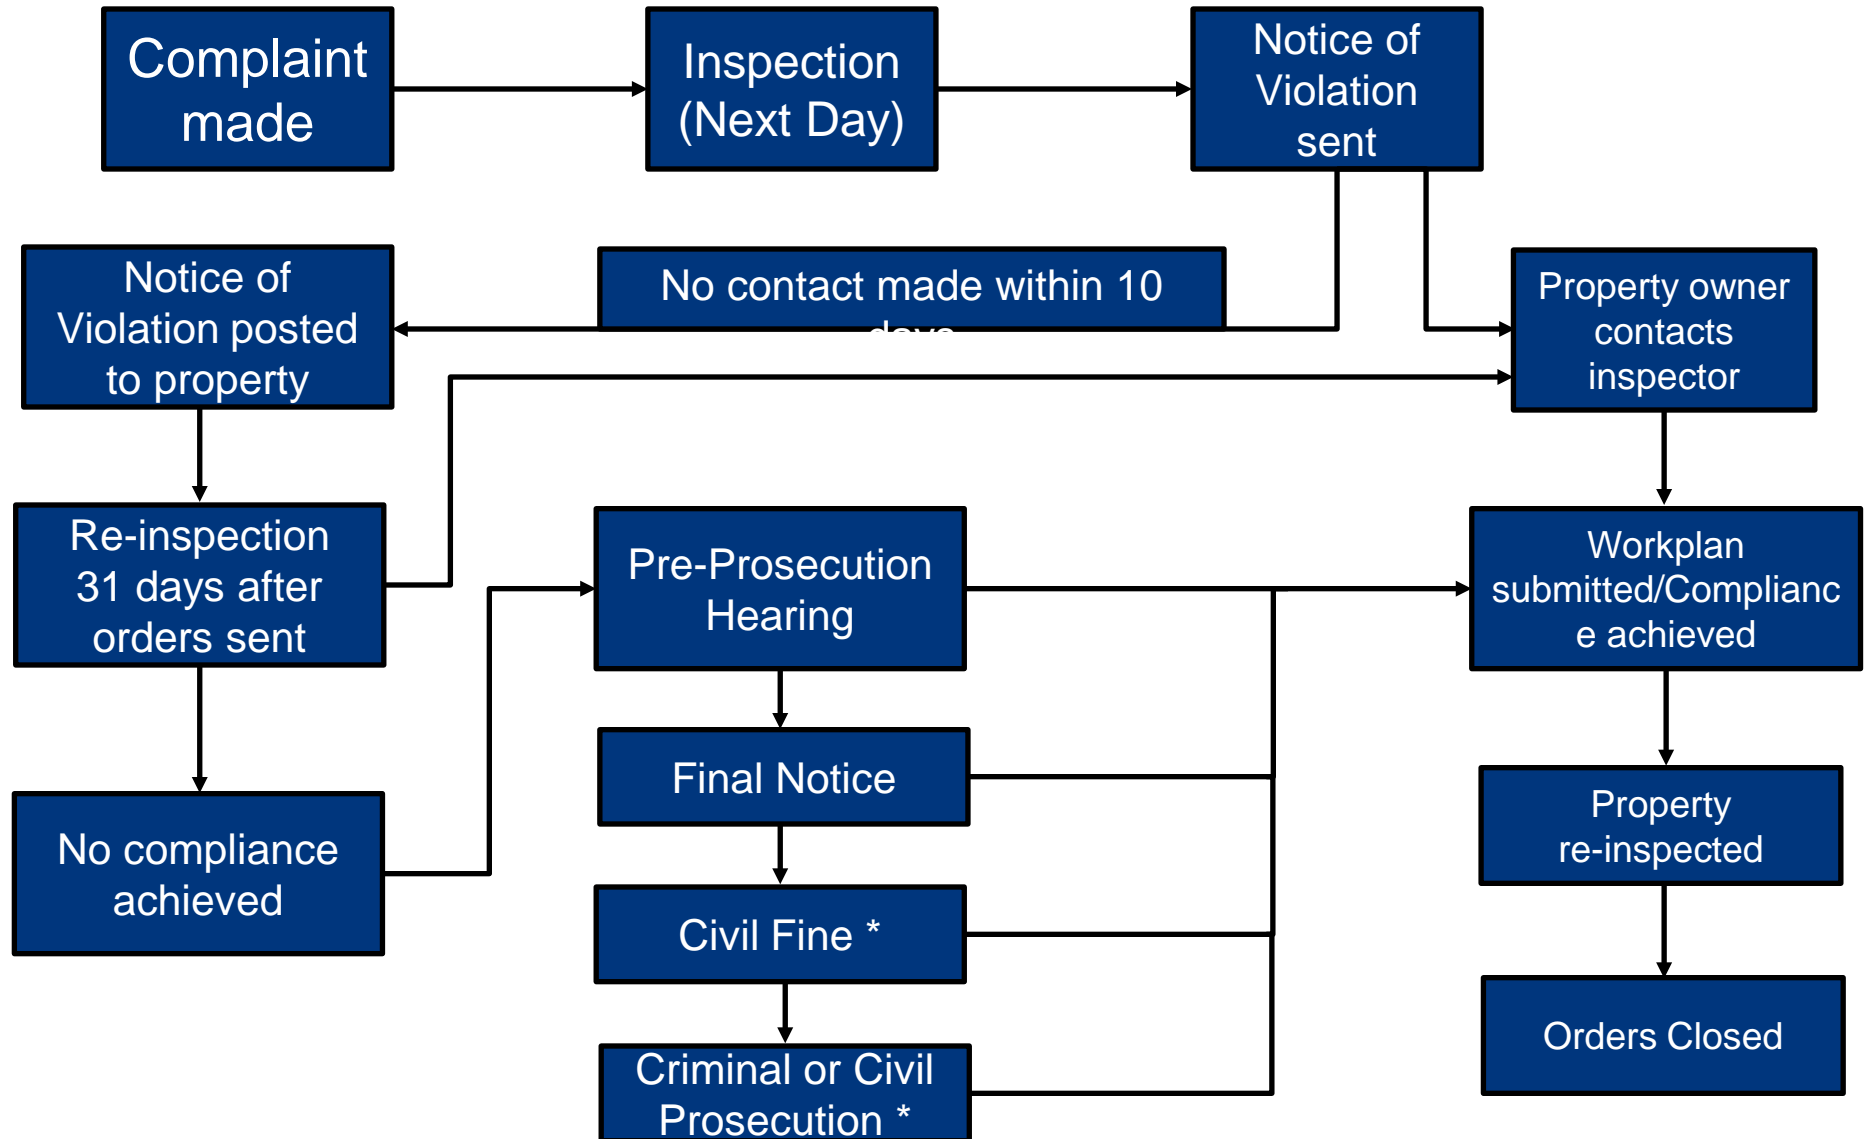 Complaint
made
Inspection
(Next Day)
Notice of
Violation
sent
Notice of
Violation posted
to property
No contact made within 10
days
Property owner
contacts
inspector
Re-inspection
31 days after
orders sent
Pre-Prosecution
Hearing
Workplan
submitted/Complianc
e achieved
Final Notice
Property
re-inspected
No compliance
achieved
Civil Fine *
Orders Closed
Criminal or Civil
Prosecution *